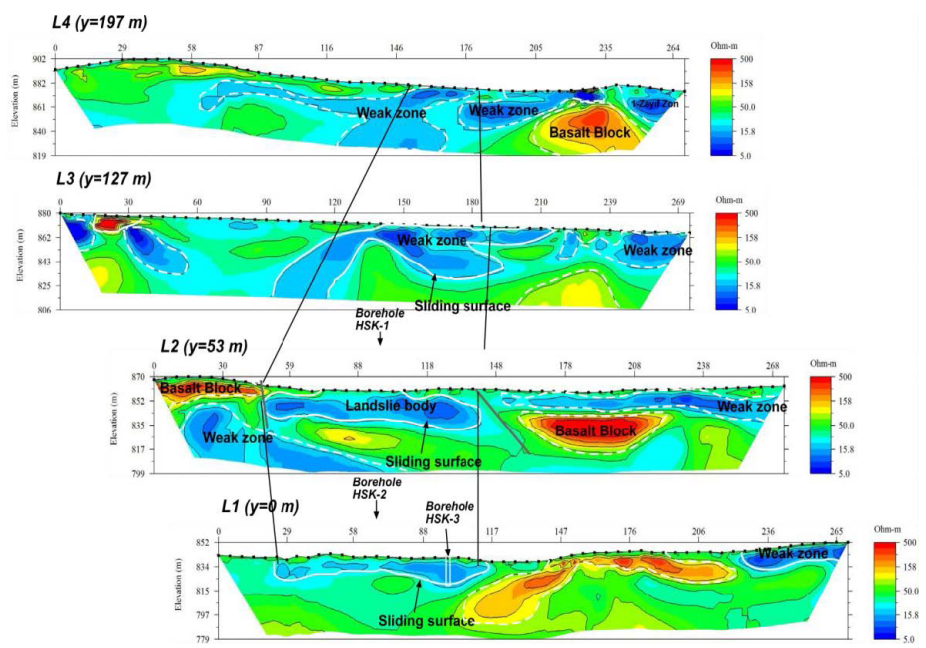 L4 (y=197 m)
0 29 58 87 116 146 176 205 235 264
Ohm-m
902
882
861
840
819
Elevation (m)
500
158
50.0
15.8
5.0
Weak zone
Weak zone
1-Zayıf Zon
Basalt Block
L3 (y=127 m)
0 30 60 90 120 150 180 210 239 269
Ohm-m
880
862
843
825
806
Elevation (m)
500
158
50.0
15.8
5.0
Weak zone
Weak zone
Sliding surface
Borehole
HSK-1
L2 (y=53 m)
0 30 59 88 118 148 178 208 238 268
Ohm-m
870
852
835
817
799
Elevation (m)
500
158
50.0
15.8
5.0
Basalt Block
Landslie body
Weak zone
Weak zone
Basalt Block
Sliding surface
Borehole
HSK-2
Borehole
HSK-3
L1 (y=0 m)
0 29 58 88 117 147 176 206 236 265
Ohm-m
852
834
815
797
779
Elevation (m)
500
158
50.0
15.8
5.0
Weak zone
Sliding surface